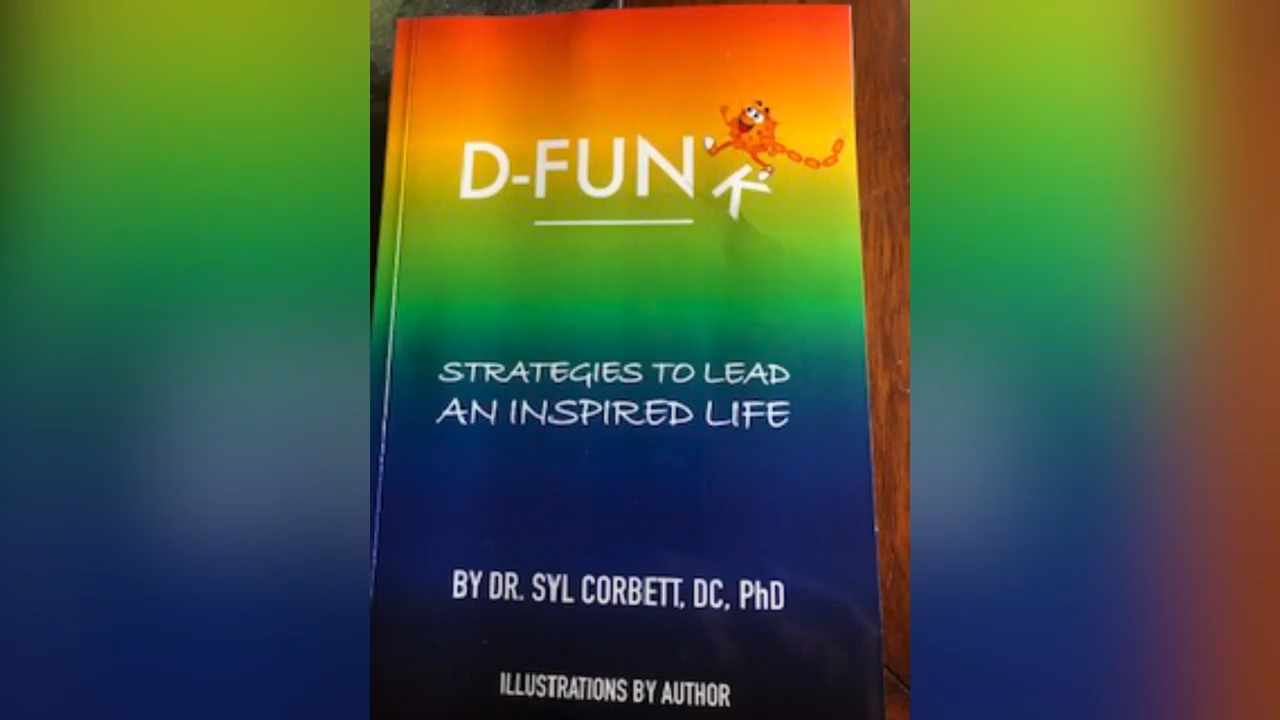 D-FUNK
STRATEGIES TO LEAD
AN INSPIRED LIFE
BY DR. SYL CORBETT, DC, PhD
ILLUSTRATIONS BY AUTHOR